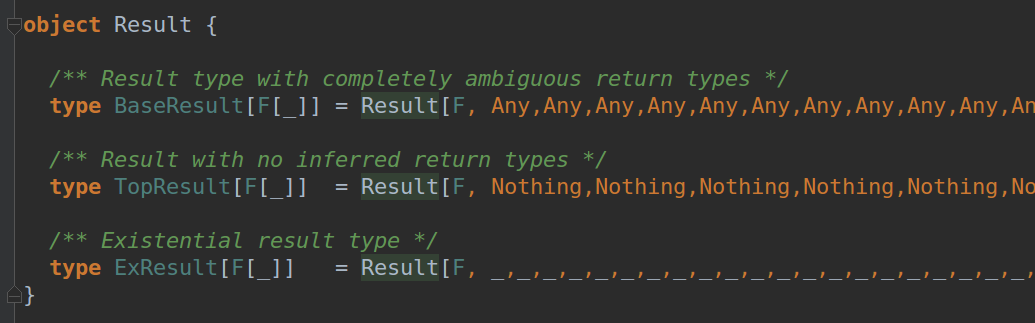 object Result {
/** Result type with completely ambiguous return types */
type BaseResult[F[_]] = Result[F, Any,Any,Any,Any,Any,Any,Any,Any,Any,Any,An
/** Result with no inferred return types */
type TopResult[F[_]] = Result[F, Nothing,Nothing,Nothing,Nothing,Nothing,No
/** Existential result type */
type ExResult[F[_]] = Result[F, _,_,_,_,_,_,_,_,_,_,_,_,_,_,_,_,_,_,_,_,_,
}